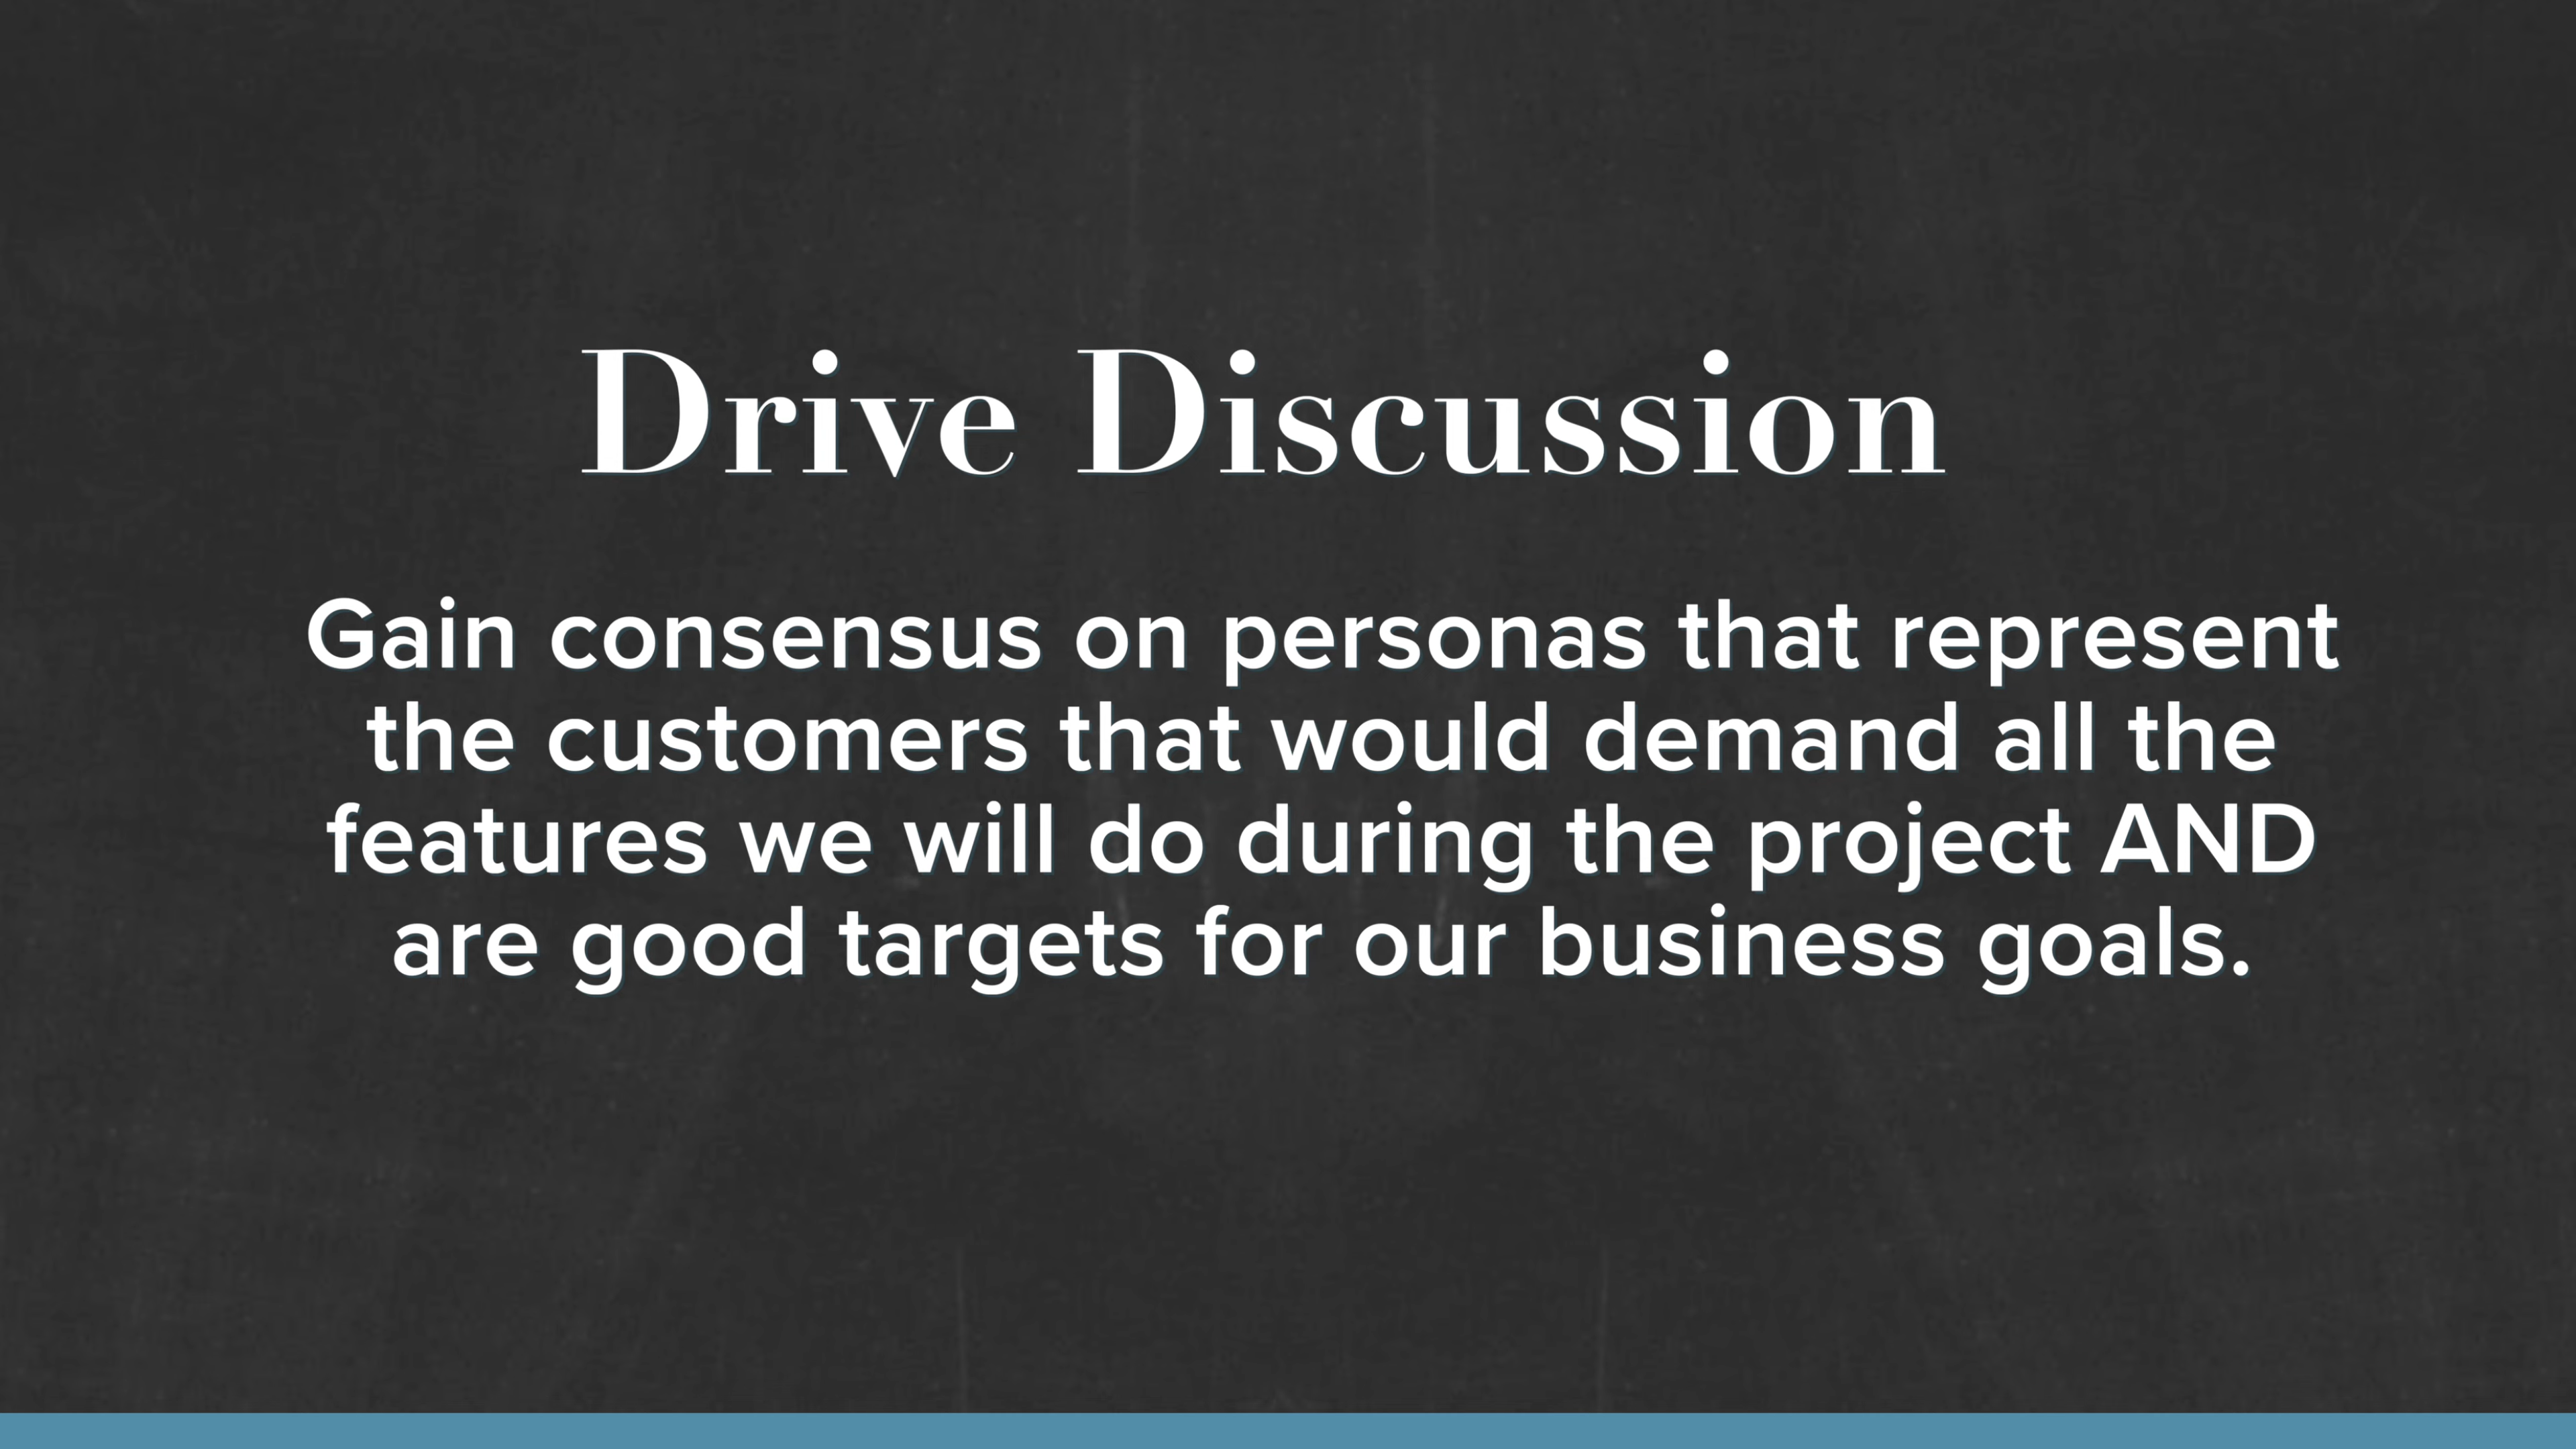 Drive Discussion
Gain consensus on personas that represent
the customers that would demand all the
features we will do during the project AND
are good targets for our business goals.